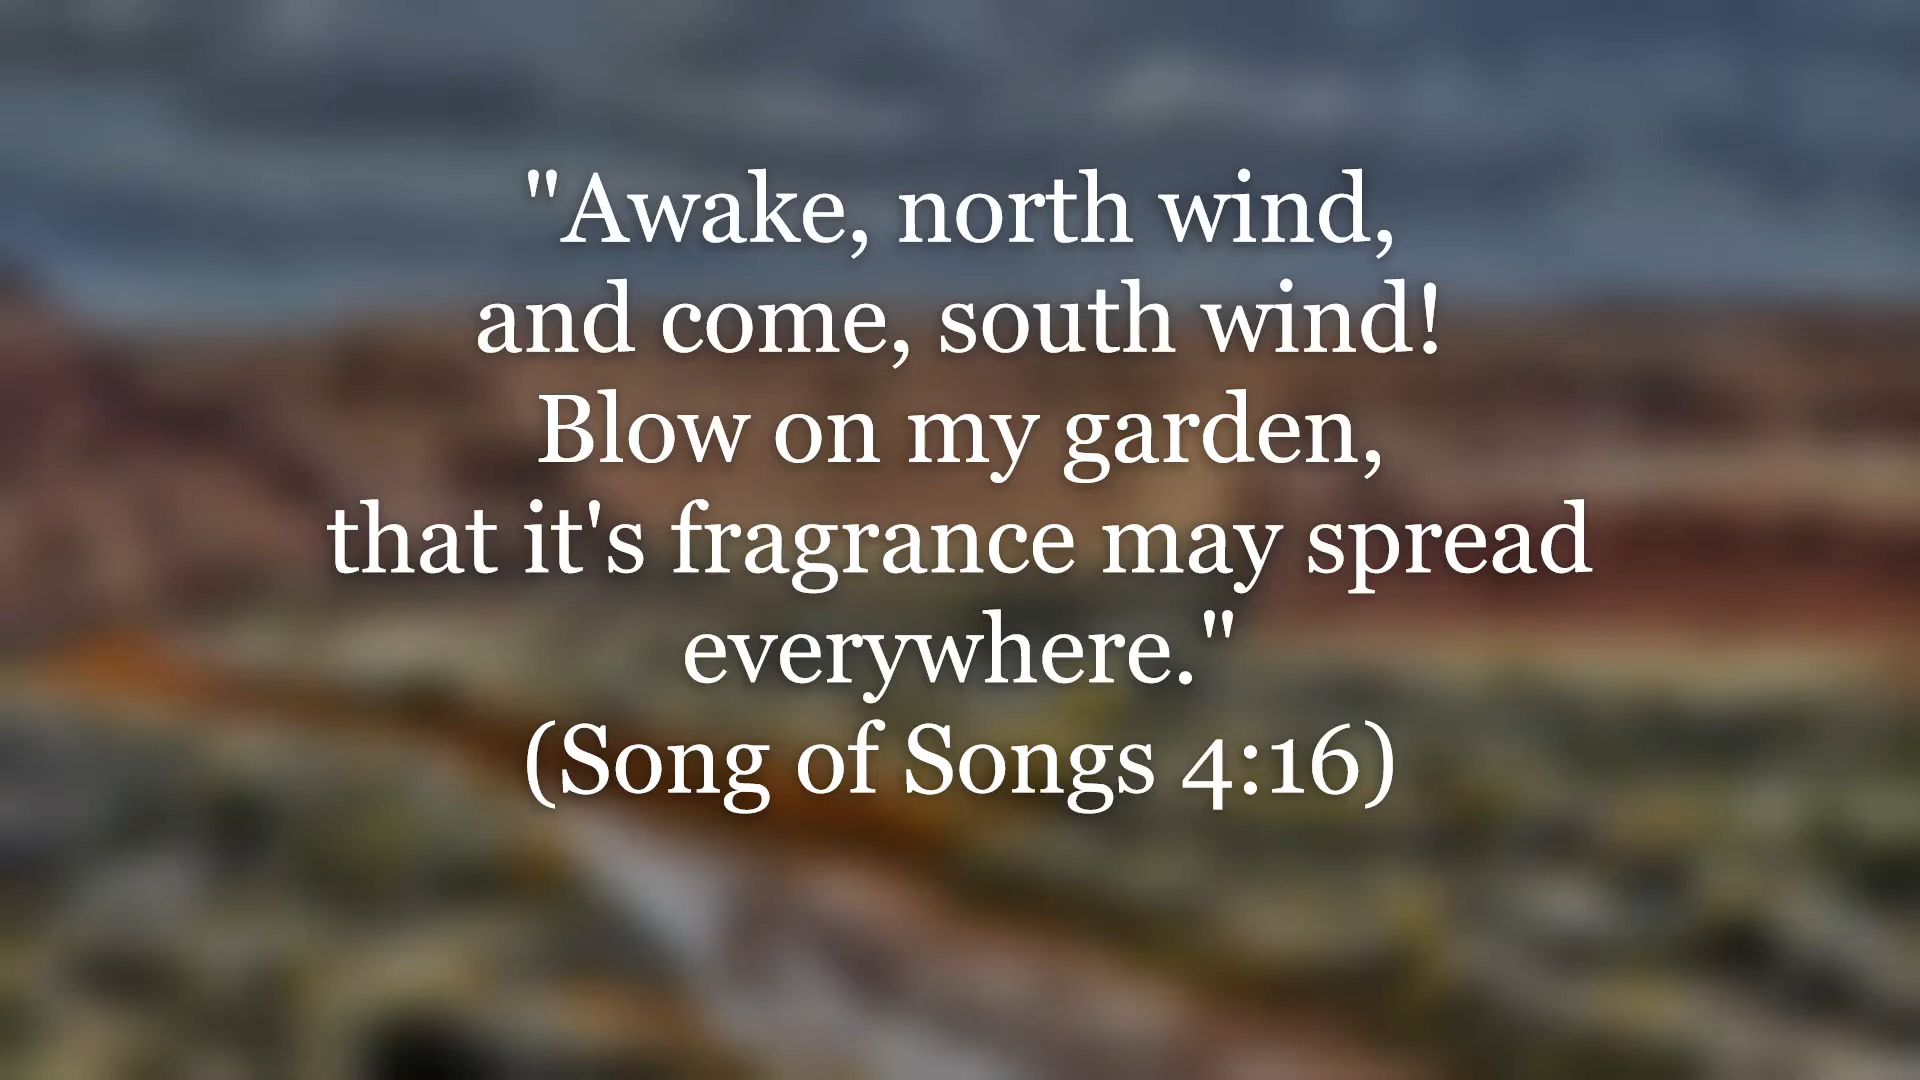 "Awake, north wind,
and come, south wind!
Blow on my garden,
that it's fragrance may spread
everywhere."
(Song of Songs 4:16)